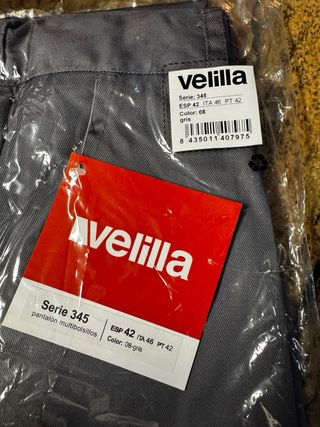 velilla
Serie: 345
ESP 42 ITA 46 PT 42
Color: 08
gris
8 435011 407975
velilla
Serie 345
pantalón multibolsillos
ESP 42 ITA 46 PT 42
Color: 08-gris